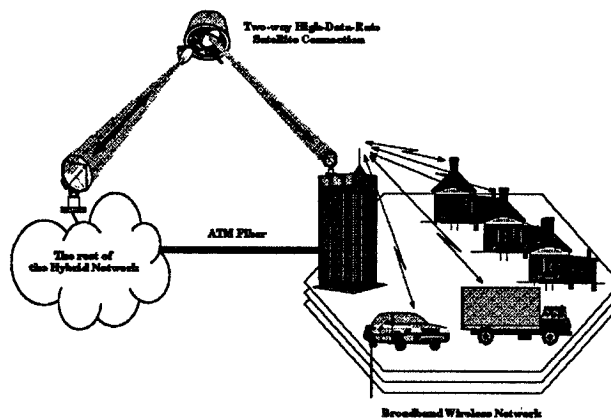 Two-way High-Data-Rate
Satellite Connection
ATM Fiber
The rest of
the Hybrid Network
Broadband Wireless Network